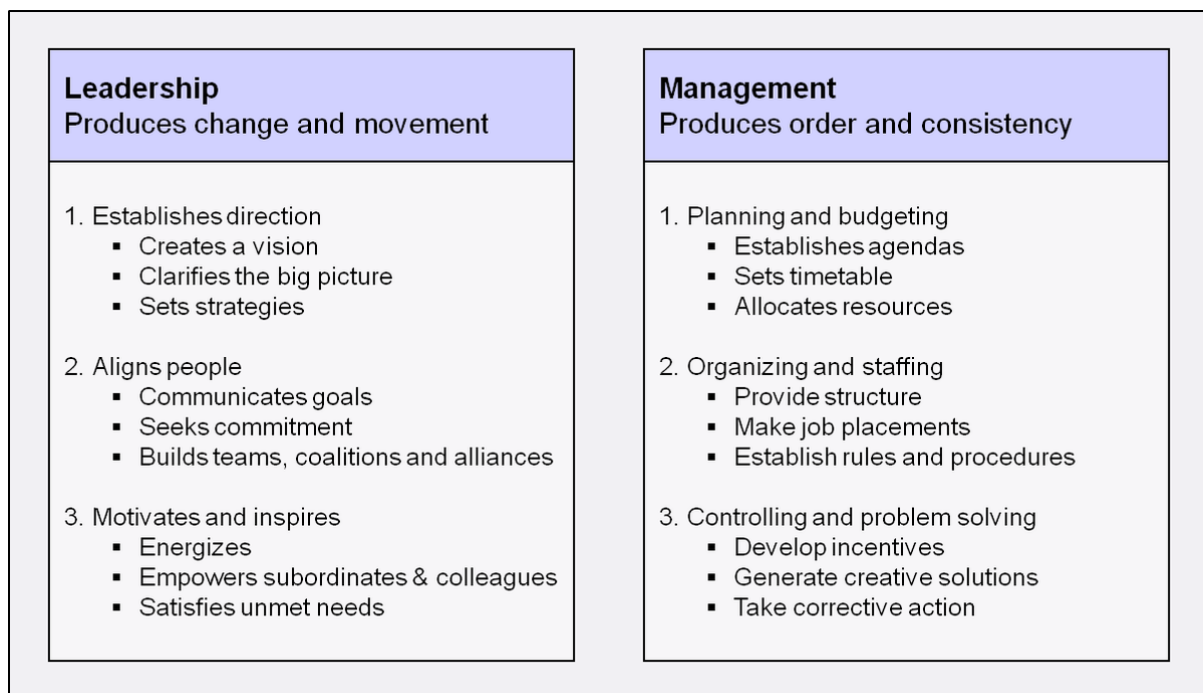 Leadership
Produces change and movement
1. Establishes direction
▪ Creates a vision
▪ Clarifies the big picture
▪ Sets strategies
2. Aligns people
▪ Communicates goals
▪ Seeks commitment
▪ Builds teams, coalitions and alliances
3. Motivates and inspires
▪ Energizes
▪ Empowers subordinates & colleagues
▪ Satisfies unmet needs
Management
Produces order and consistency
1. Planning and budgeting
▪ Establishes agendas
▪ Sets timetable
▪ Allocates resources
2. Organizing and staffing
▪ Provide structure
▪ Make job placements
▪ Establish rules and procedures
3. Controlling and problem solving
▪ Develop incentives
▪ Generate creative solutions
▪ Take corrective action